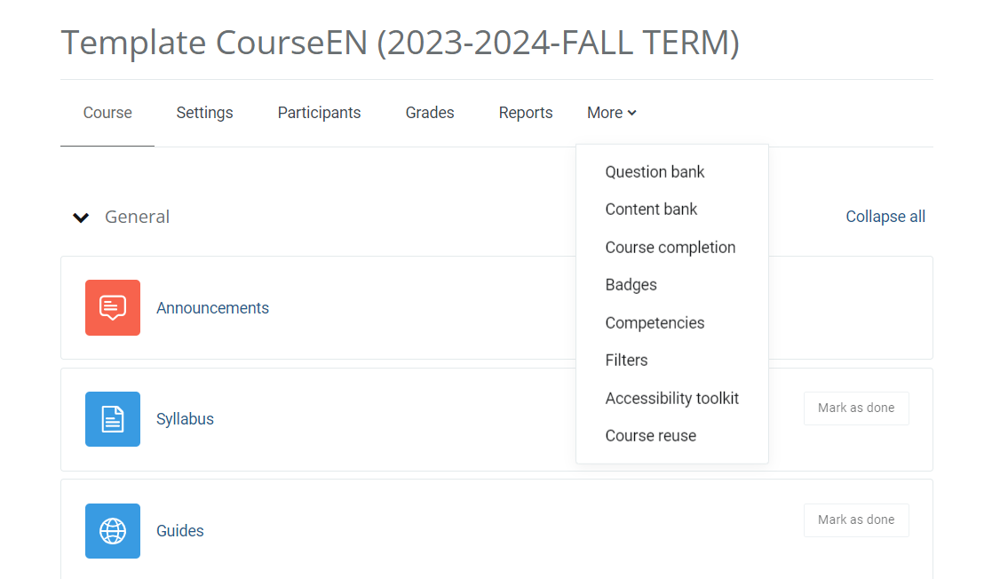 Template CourseEN (2023-2024-FALL TERM)
Course Settings Participants Grades Reports More
Question bank
Content bank
Course completion
Badges
Competencies
Filters
Accessibility toolkit
Course reuse
General Collapse all
Announcements
Syllabus Mark as done
Guides Mark as done